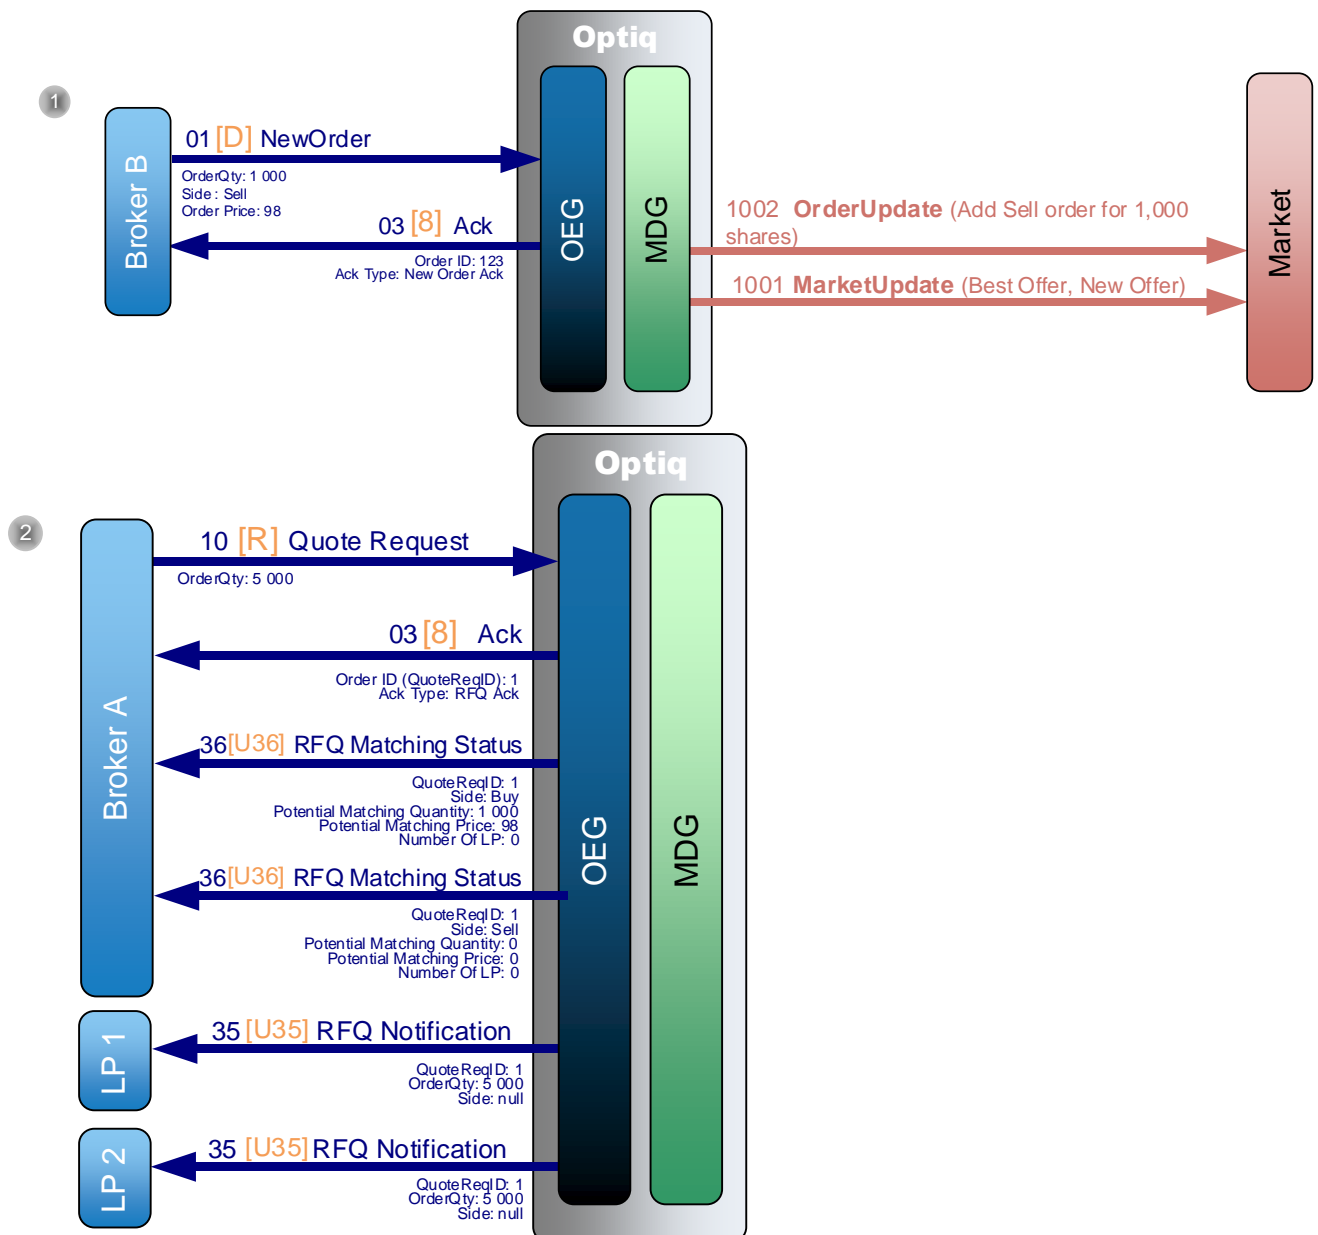 Optiq
1
01 [D] NewOrder
OrderQty: 1 000
Side : Sell
Order Price: 98
03 [8] Ack
Order ID: 123
Ack Type: New Order Ack
Broker B
OEG
MDG
1002 OrderUpdate (Add Sell order for 1,000
shares)
1001 MarketUpdate (Best Offer, New Offer)
Market
Optiq
2
10 [R] Quote Request
OrderQty: 5 000
03 [8] Ack
Order ID (QuoteReqID): 1
Ack Type: RFQ Ack
36 [U36] RFQ Matching Status
QuoteReqID: 1
Side: Buy
Potential Matching Quantity: 1 000
Potential Matching Price: 98
Number Of LP: 0
36 [U36] RFQ Matching Status
QuoteReqID: 1
Side: Sell
Potential Matching Quantity: 0
Potential Matching Price: 0
Number Of LP: 0
Broker A
OEG
MDG
35 [U35] RFQ Notification
QuoteReqID: 1
OrderQty: 5 000
Side: null
LP 1
35 [U35] RFQ Notification
QuoteReqID: 1
OrderQty: 5 000
Side: null
LP 2